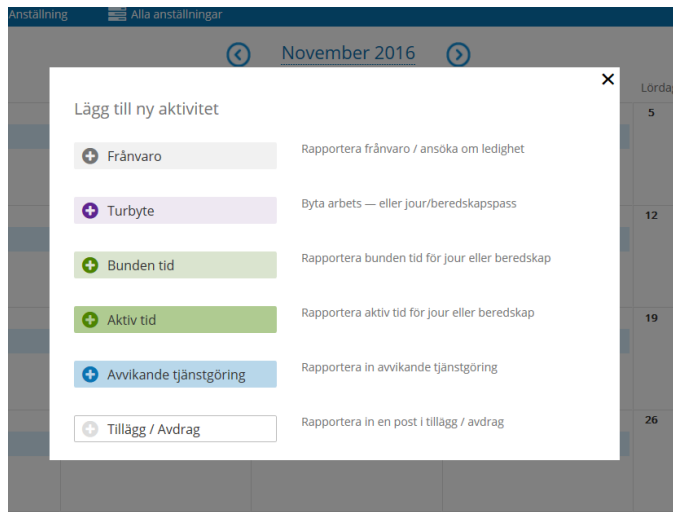 Anställning
Alla anställningar
November 2016
Lördag
5
Lägg till ny aktivitet
Frånvaro
Rapportera frånvaro / ansöka om ledighet
Turbyte
Byta arbets — eller jour/beredskapspass
12
Bunden tid
Rapportera bunden tid för jour eller beredskap
Aktiv tid
Rapportera aktiv tid för jour eller beredskap
19
Avvikande tjänstgöring
Rapportera in avvikande tjänstgöring
Tillägg / Avdrag
Rapportera in en post i tillägg / avdrag
26